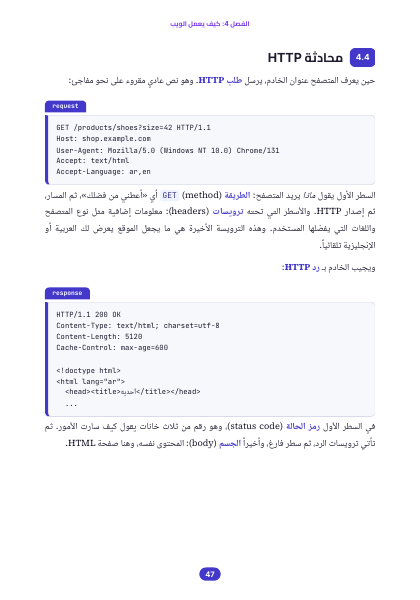 الفصل 4: كيف يعمل الويب
4.4 محادثة HTTP
حين يعرف المتصفح عنوان الخادم، يرسل طلب HTTP. وهو نص عادي مقروء على نحو مفاجئ:
request
GET /products/shoes?size=42 HTTP/1.1
Host: shop.example.com
User-Agent: Mozilla/5.0 (Windows NT 10.0) Chrome/131
Accept: text/html
Accept-Language: ar,en
السطر الأول يقول ماذا يريد المتصفح: الطريقة (method) GET أي «أعطني من فضلك»، ثم المسار،
ثم إصدار HTTP. والأسطر التي تحته ترويسات (headers): معلومات إضافية مثل نوع المتصفح
واللغات التي يفضلها المستخدم. وهذه الترويسة الأخيرة هي ما يجعل الموقع يعرض لك العربية أو
الإنجليزية تلقائياً.
ويجيب الخادم بـ رد HTTP:
response
HTTP/1.1 200 OK
Content-Type: text/html; charset=utf-8
Content-Length: 5120
Cache-Control: max-age=600
<!doctype html>
<html lang="ar">
<head><title>أحذية</title></head>
...
في السطر الأول رمز الحالة (status code)، وهو رقم من ثلاث خانات يقول كيف سارت الأمور. ثم
تأتي ترويسات الرد، ثم سطر فارغ، وأخيراً الجسم (body): المحتوى نفسه، وهنا صفحة HTML.
47